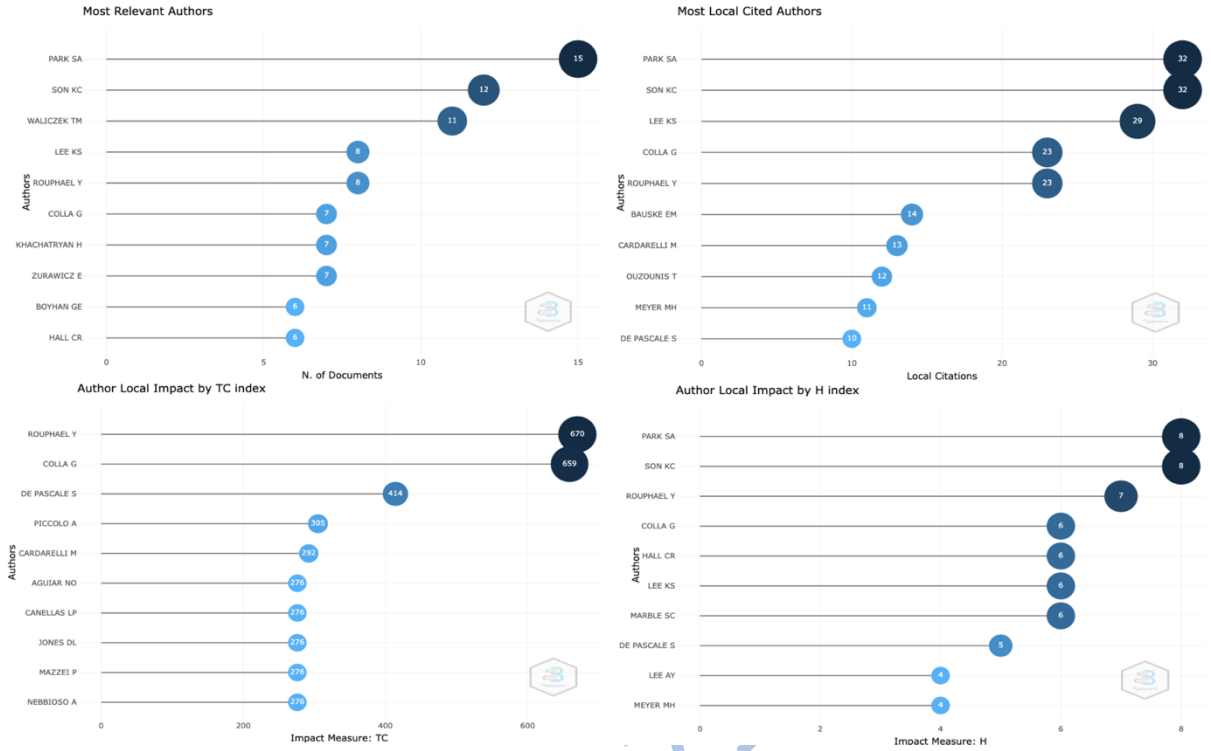 Most Relevant Authors
PARK SA 15
SON KC 12
WALICZEK TM 11
LEE KS 8
Authors
ROUPHAEL Y 8
COLLA G 7
KHACHATRYAN H 7
ZURAWICZ E 7
BOYHAN GE 6
HALL CR 6
0 5 10 15
N. of Documents
Most Local Cited Authors
PARK SA 32
SON KC 32
LEE KS 29
COLLA G 23
Authors
ROUPHAEL Y 23
BAUSKE EM 14
CARDARELLI M 13
OUZOUNIS T 12
MEYER MH 11
DE PASCALE S 10
0 10 20 30
Local Citations
Author Local Impact by TC index
ROUPHAEL Y 670
COLLA G 659
DE PASCALE S 414
PICCOLO A 305
Authors
CARDARELLI M 292
AGUIAR NO 276
CANELLAS LP 276
JONES DL 276
MAZZEI P 276
NEBBIOSO A 276
0 200 400 600
Impact Measure: TC
Author Local Impact by H index
PARK SA 8
SON KC 8
ROUPHAEL Y 7
COLLA G 6
Authors
HALL CR 6
LEE KS 6
MARBLE SC 6
DE PASCALE S 5
LEE AY 4
MEYER MH 4
0 2 4 6 8
Impact Measure: H